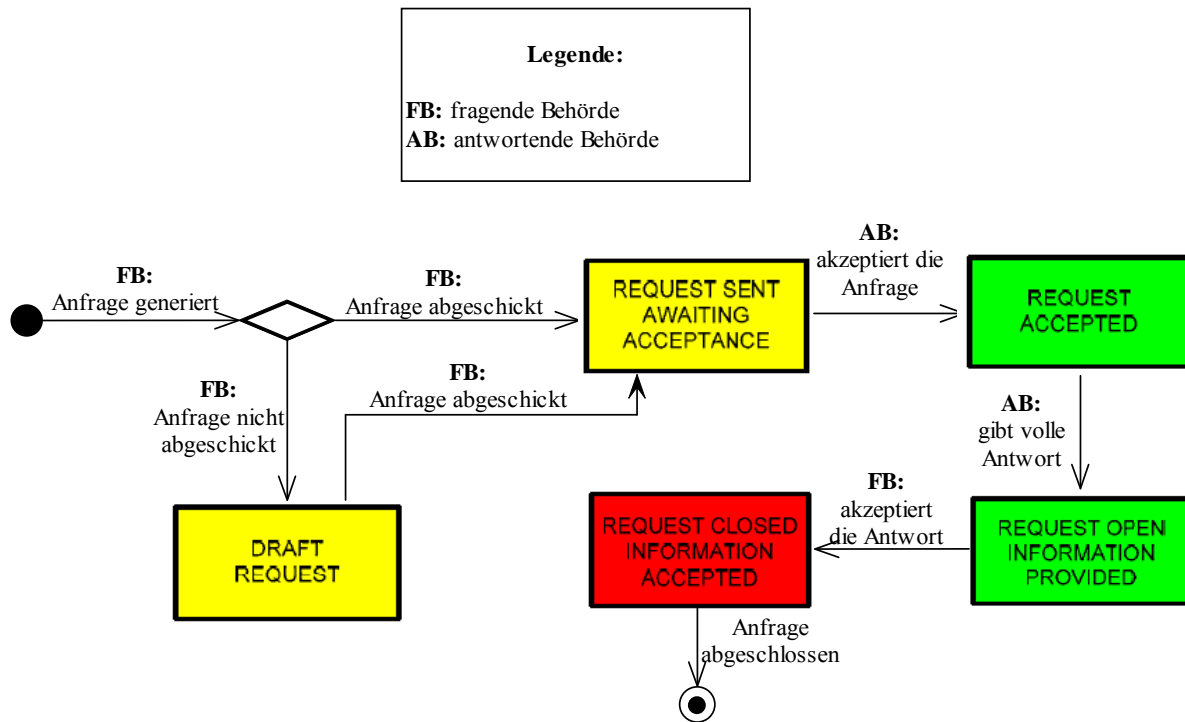 Legende:
FB: fragende Behörde
AB: antwortende Behörde
FB:
Anfrage generiert
FB:
Anfrage abgeschickt
REQUEST SENT
AWAITING
ACCEPTANCE
AB:
akzeptiert die
Anfrage
REQUEST
ACCEPTED
FB:
Anfrage nicht
abgeschickt
FB:
Anfrage abgeschickt
AB:
gibt volle
Antwort
DRAFT
REQUEST
REQUEST CLOSED
INFORMATION
ACCEPTED
FB:
akzeptiert
die Antwort
REQUEST OPEN
INFORMATION
PROVIDED
Anfrage
abgeschlossen